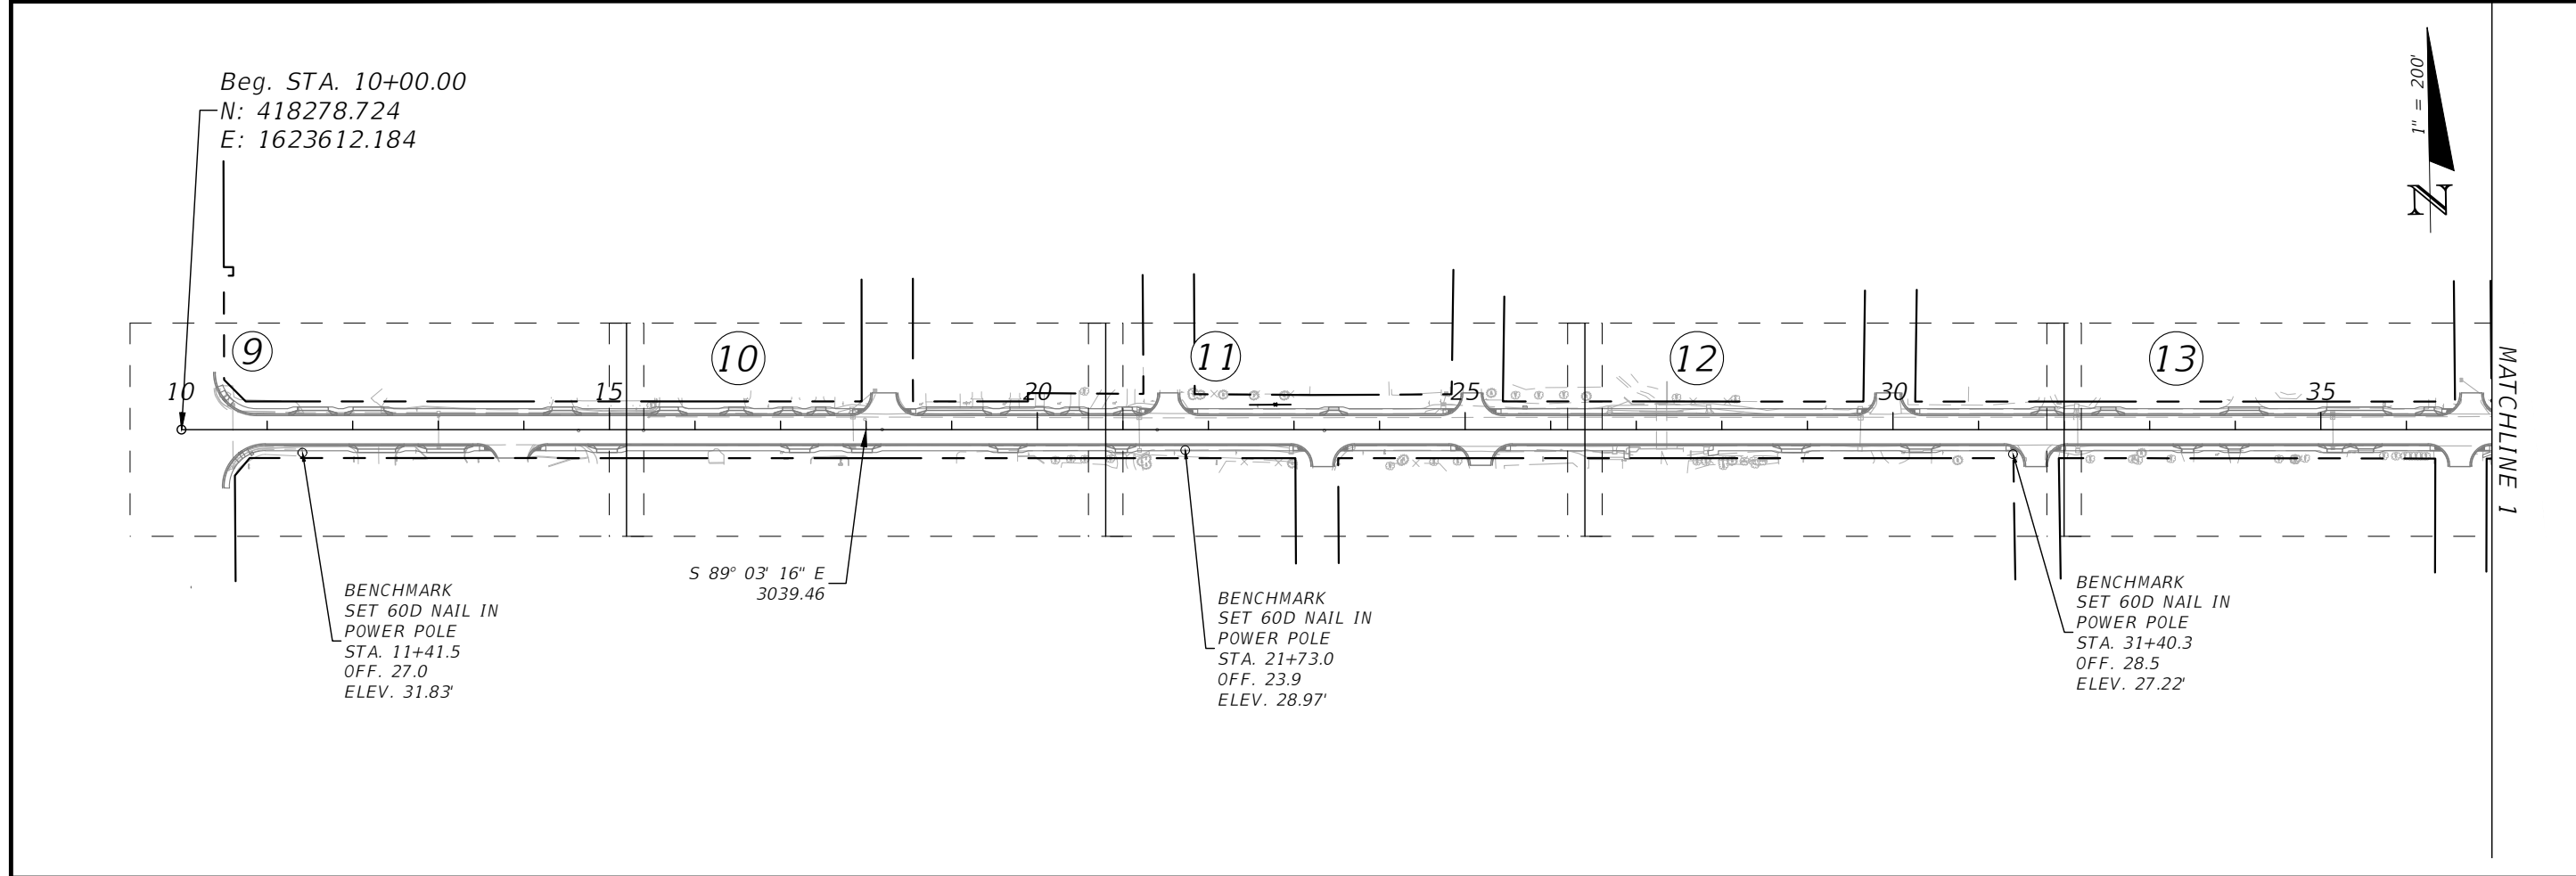 Beg. STA. 10+00.00
N: 418278.724
E: 1623612.184
1" = 200'
N
9
10
11
12
13
10
15
20
25
30
35
MATCHLINE 1
S 89° 03' 16" E
3039.46
BENCHMARK
SET 60D NAIL IN
POWER POLE
STA. 11+41.5
OFF. 27.0
ELEV. 31.83'
BENCHMARK
SET 60D NAIL IN
POWER POLE
STA. 21+73.0
OFF. 23.9
ELEV. 28.97'
BENCHMARK
SET 60D NAIL IN
POWER POLE
STA. 31+40.3
OFF. 28.5
ELEV. 27.22'